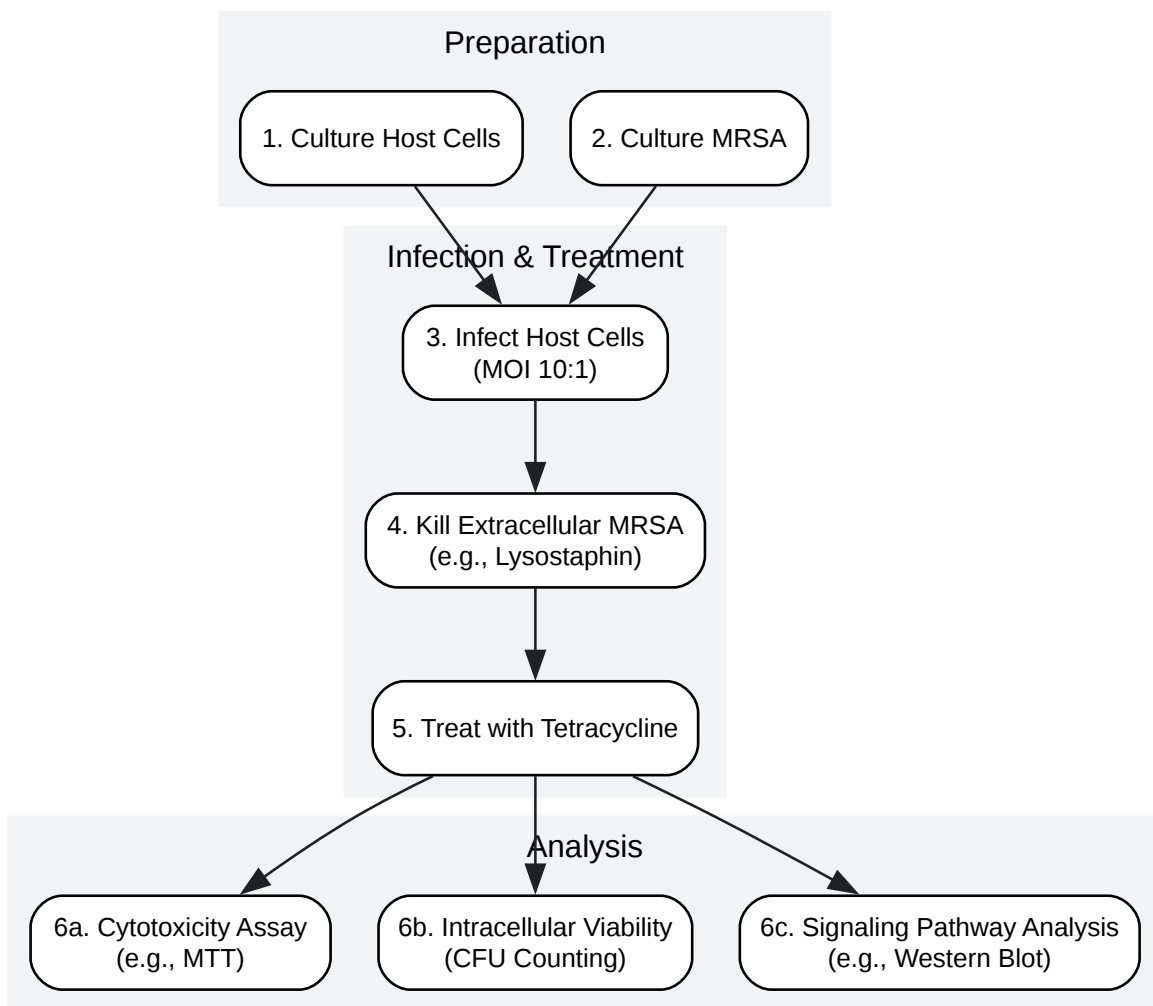 Preparation
1. Culture Host Cells
2. Culture MRSA
Infection & Treatment
3. Infect Host Cells
(MOI 10:1)
4. Kill Extracellular MRSA
(e.g., Lysostaphin)
5. Treat with Tetracycline
Analysis
6a. Cytotoxicity Assay
(e.g., MTT)
6b. Intracellular Viability
(CFU Counting)
6c. Signaling Pathway Analysis
(e.g., Western Blot)